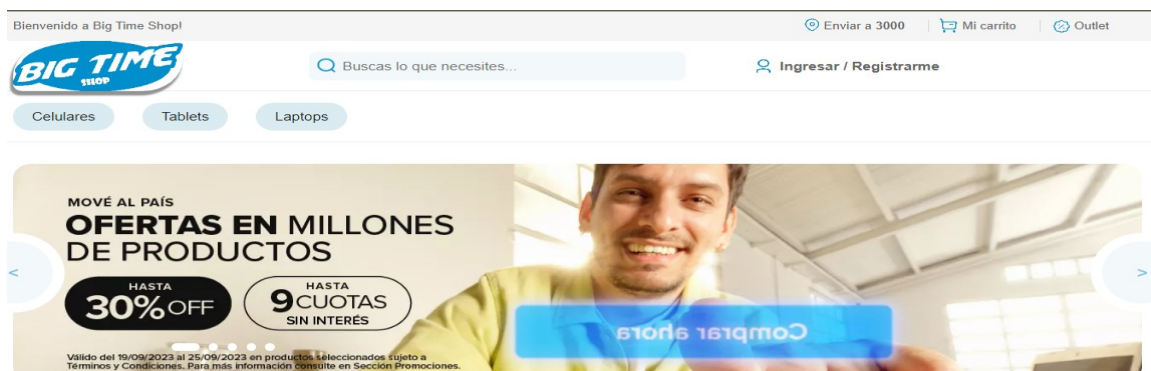 Bienvenido a Big Time Shop!
Enviar a 3000
Mi carrito
Outlet
BIG TIME
SHOP
Buscas lo que necesites...
Ingresar / Registrarme
Celulares
Tablets
Laptops
MOVÉ AL PAÍS
OFERTAS EN MILLONES
DE PRODUCTOS
HASTA
30% OFF
HASTA
9 CUOTAS
SIN INTERÉS
<
>
Comprar ahora
Válido del 19/09/2023 al 25/09/2023 en productos seleccionados sujeto a
Términos y Condiciones. Para más información consulte en Sección Promociones.